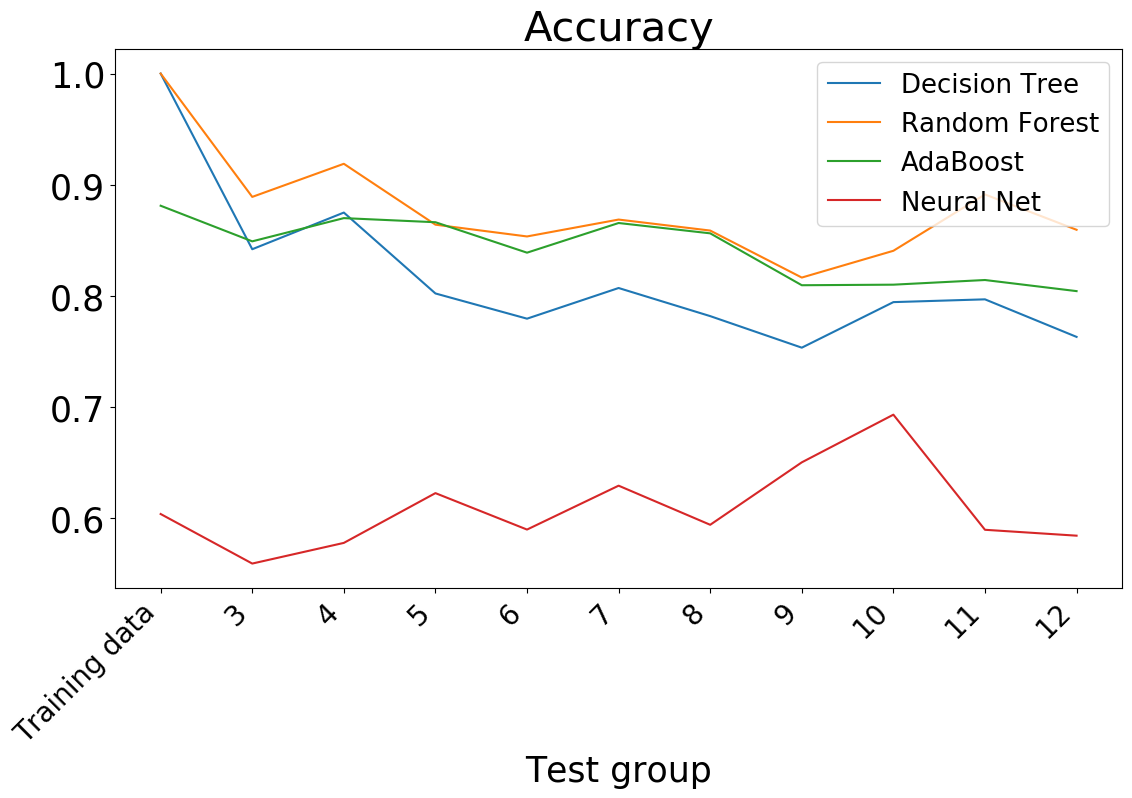 Accuracy
1.0
0.9
0.8
0.7
0.6
Decision Tree
Random Forest
AdaBoost
Neural Net
Training data
3
4
5
6
7
8
9
10
11
12
Test group